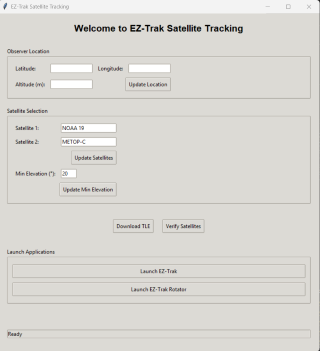 EZ-Trak Satellite Tracking
Welcome to EZ-Trak Satellite Tracking
Observer Location
Latitude: Longitude:
Altitude (m): Update Location
Satellite Selection
Satellite 1: NOAA 19
Satellite 2: METOP-C
Update Satellites
Min Elevation (°): 20
Update Min Elevation
Download TLE Verify Satellites
Launch Applications
Launch EZ-Trak
Launch EZ-Trak Rotator
Ready